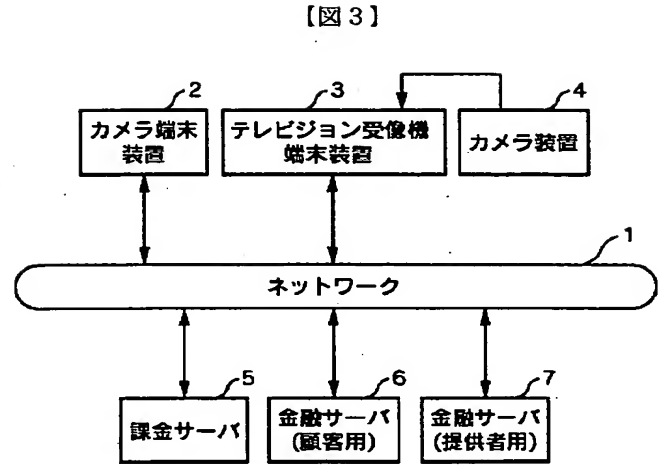 【図3】
2
3
4
カメラ端末
装置
テレビジョン受像機
端末装置
カメラ装置
1
ネットワーク
5
6
7
課金サーバ
金融サーバ
(顧客用)
金融サーバ
(提供者用)